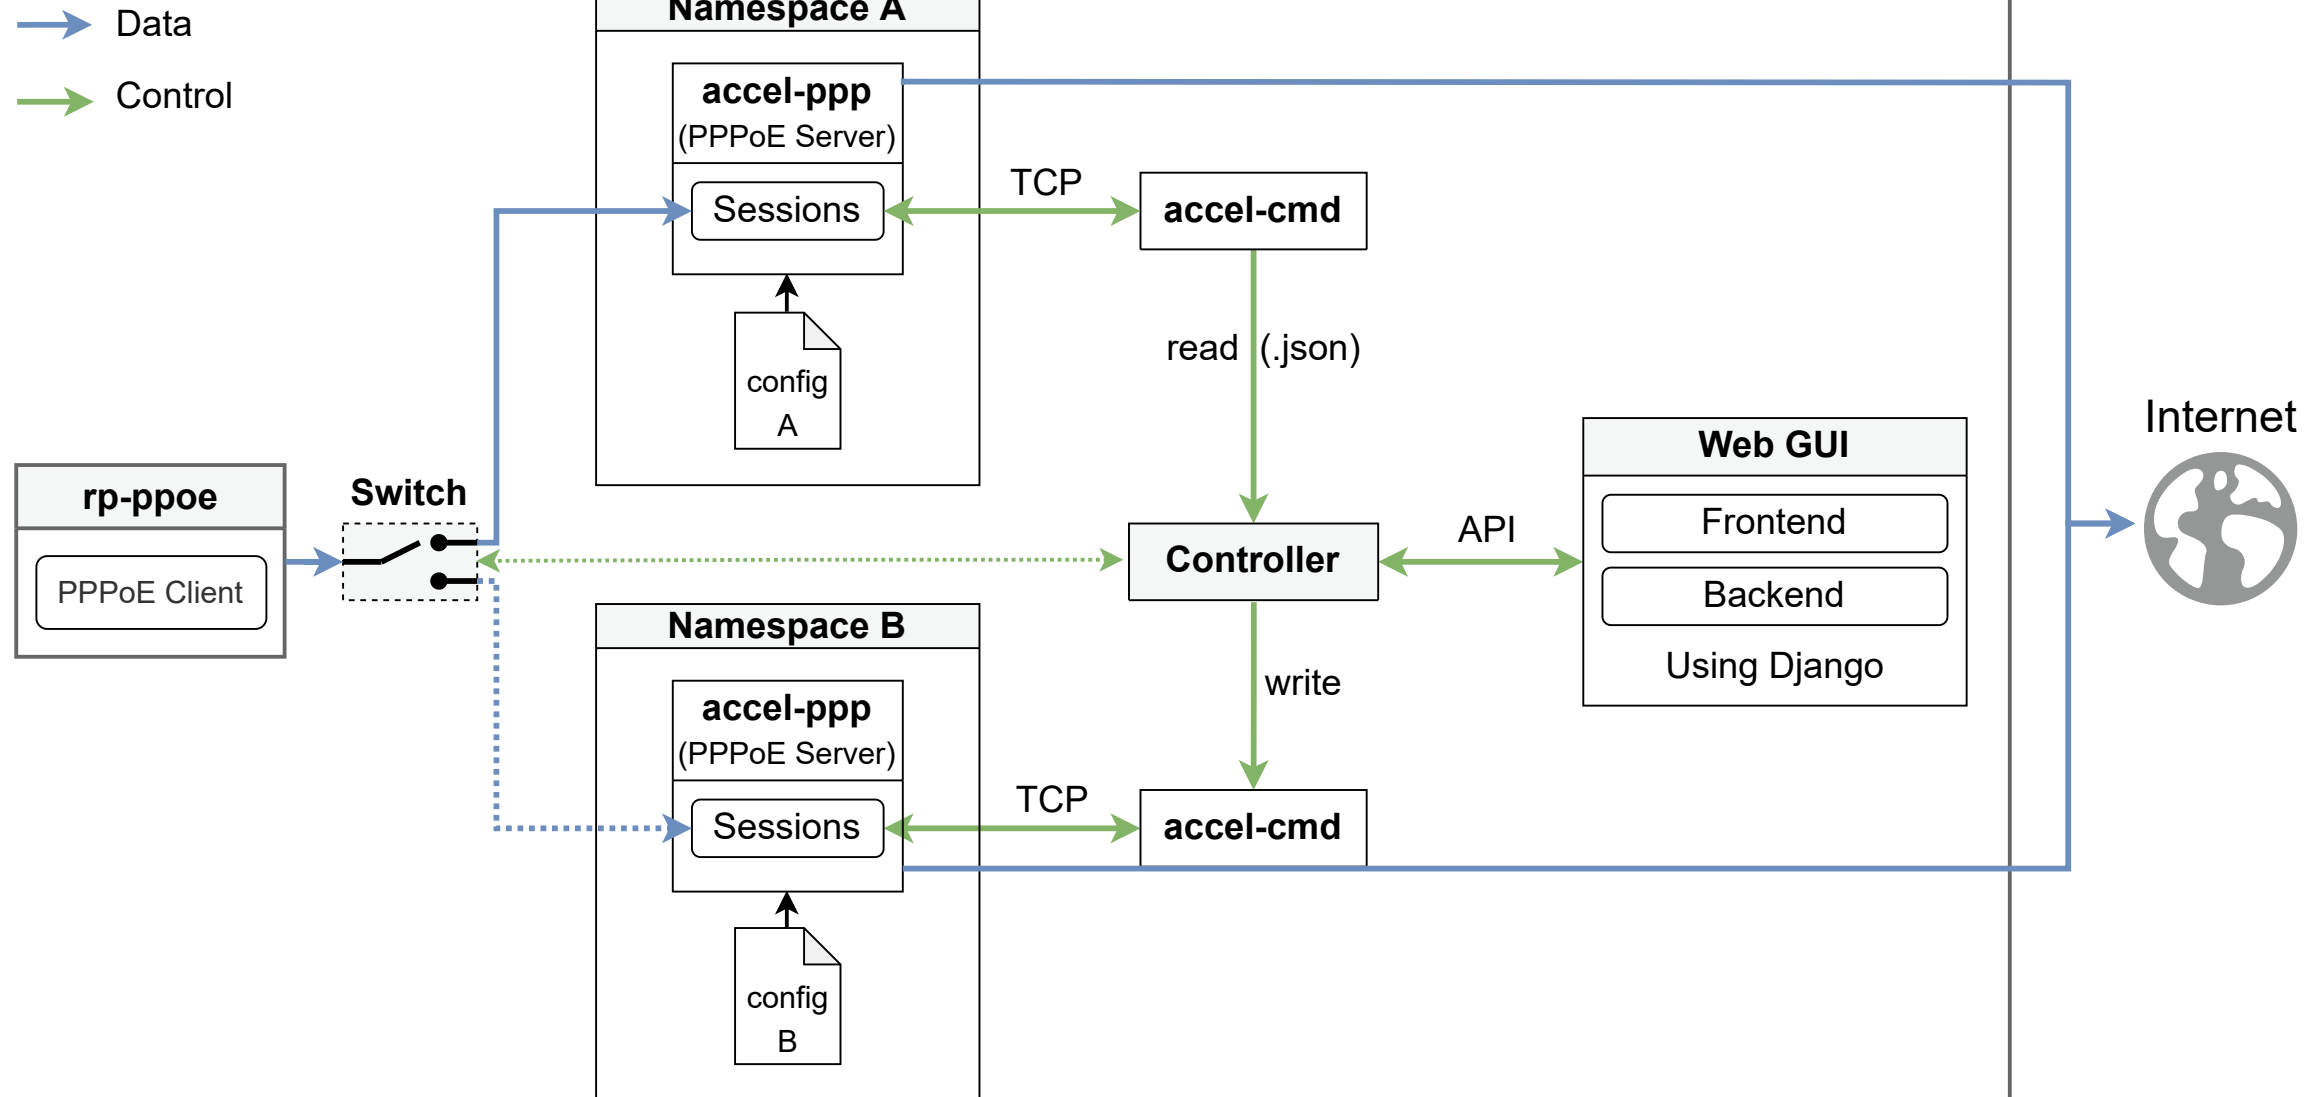 Data
Control
Namespace A
accel-ppp
(PPPoE Server)
Sessions
config
A
TCP
accel-cmd
read (.json)
rp-ppoe
PPPoE Client
Switch
Controller
API
Web GUI
Frontend
Backend
Using Django
Internet
Namespace B
accel-ppp
(PPPoE Server)
Sessions
config
B
TCP
write
accel-cmd